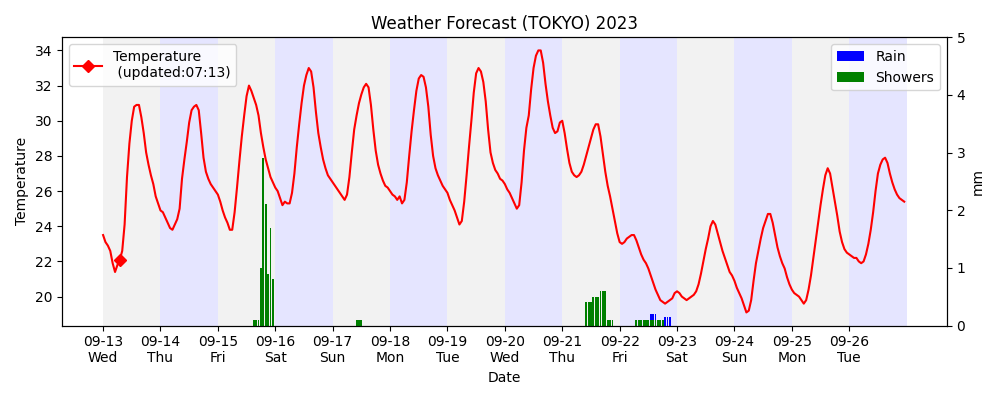 Weather Forecast (TOKYO) 2023
Temperature
(updated:07:13)
Rain
Showers
Temperature
34
32
30
28
26
24
22
20
5
4
3
2
1
0
mm
09-13 09-14 09-15 09-16 09-17 09-18 09-19 09-20 09-21 09-22 09-23 09-24 09-25 09-26
Wed Thu Fri Sat Sun Mon Tue Wed Thu Fri Sat Sun Mon Tue
Date